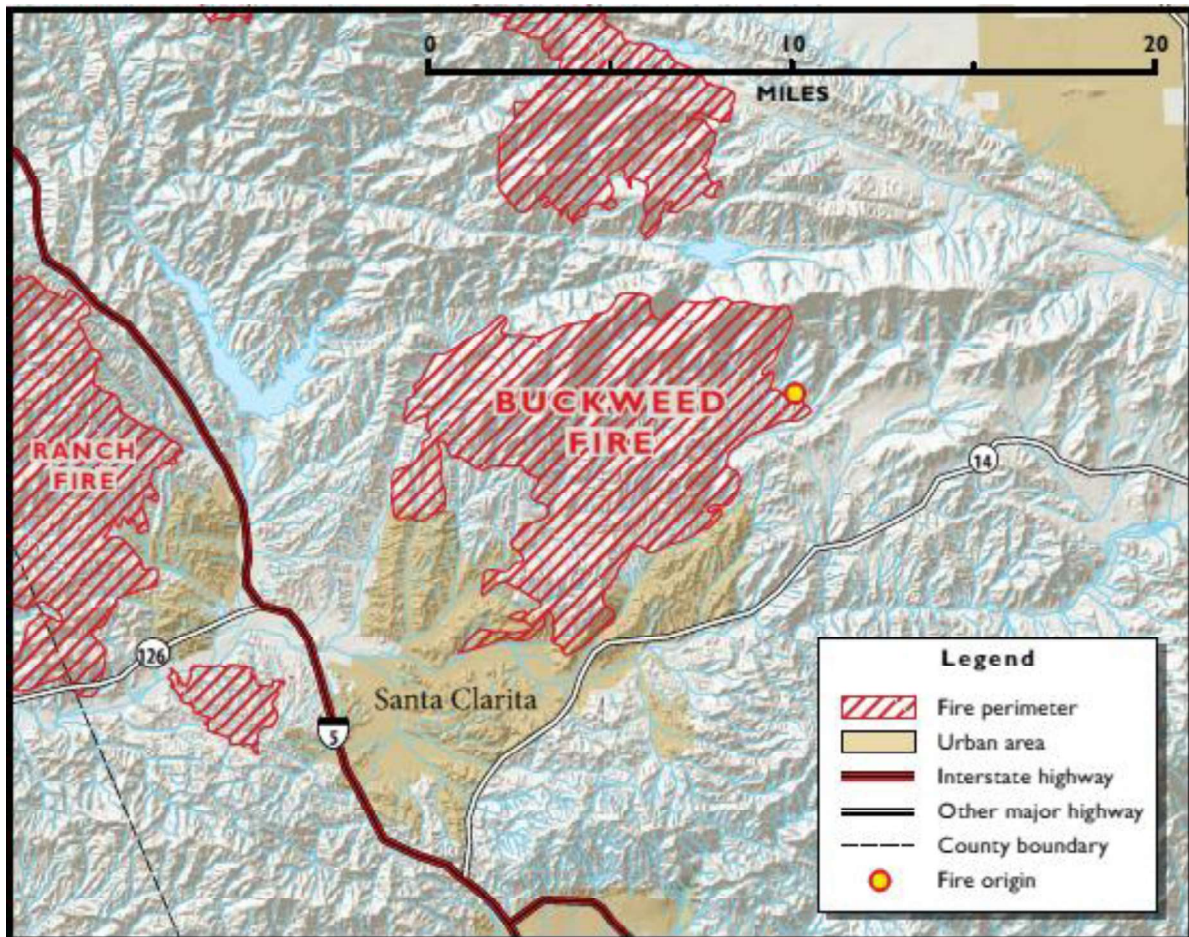 0 10 20
MILES
BUCKWEED
FIRE
RANCH
FIRE
14
126
Santa Clarita
5
Legend
Fire perimeter
Urban area
Interstate highway
Other major highway
County boundary
Fire origin